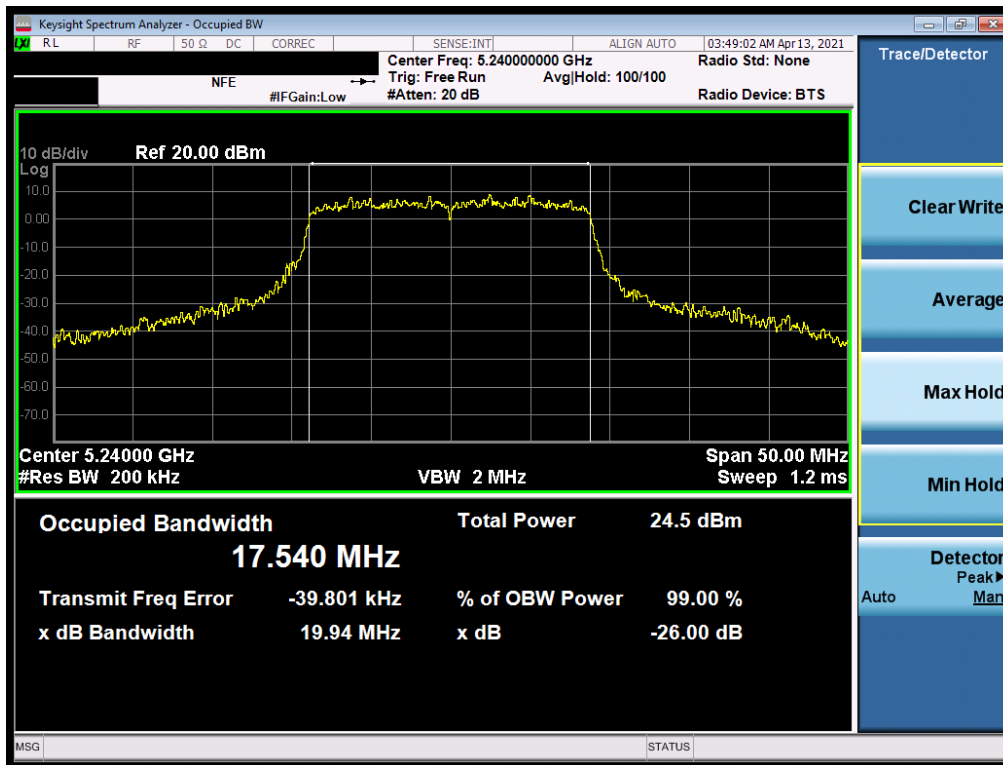 Keysight Spectrum Analyzer - Occupied BW
LXI RL RF 50 Ω DC CORREC SENSE:INT ALIGN AUTO 03:49:02 AM Apr 13, 2021
Center Freq: 5.240000000 GHz Radio Std: None
NFE Trig: Free Run Avg|Hold: 100/100
#IFGain:Low #Atten: 20 dB Radio Device: BTS
Trace/Detector
10 dB/div Ref 20.00 dBm
Log
10.0
0.00
-10.0
-20.0
-30.0
-40.0
-50.0
-60.0
-70.0
Center 5.24000 GHz Span 50.00 MHz
#Res BW 200 kHz VBW 2 MHz Sweep 1.2 ms
Occupied Bandwidth Total Power 24.5 dBm
17.540 MHz
Transmit Freq Error -39.801 kHz % of OBW Power 99.00 %
x dB Bandwidth 19.94 MHz x dB -26.00 dB
Clear Write
Average
Max Hold
Min Hold
Detector
Peak▶
Auto Man
MSG STATUS